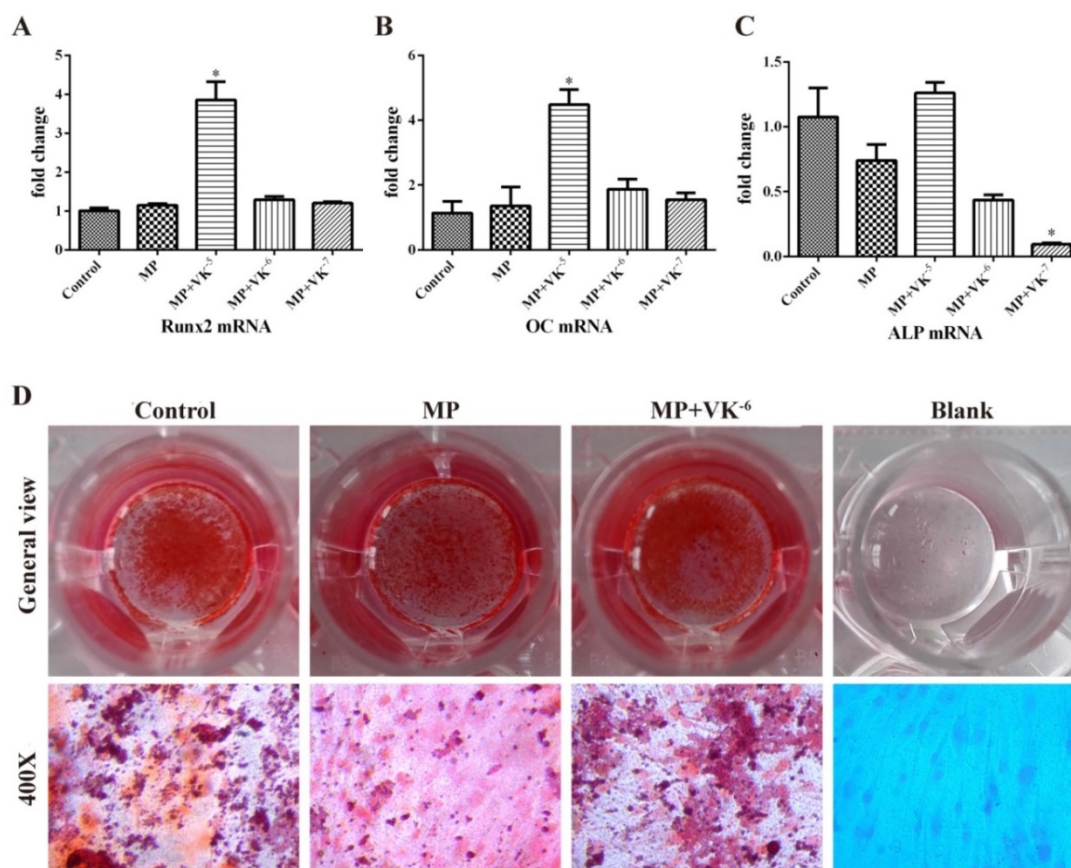 A
B
C
fold change
5
4
3
2
1
0
Control
MP
MP+VK⁻⁵
MP+VK⁻⁶
MP+VK⁻⁷
*
Runx2 mRNA
fold change
6
4
2
0
Control
MP
MP+VK⁻⁵
MP+VK⁻⁶
MP+VK⁻⁷
*
OC mRNA
fold change
1.5
1.0
0.5
0.0
Control
MP
MP+VK⁻⁵
MP+VK⁻⁶
MP+VK⁻⁷
*
ALP mRNA
D
Control
MP
MP+VK⁻⁶
Blank
General view
400X